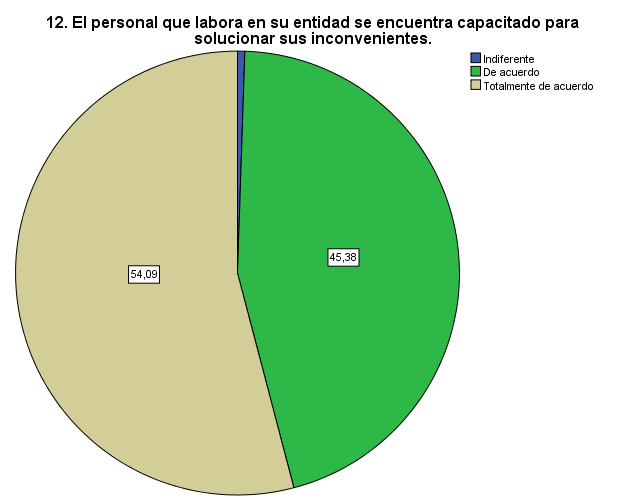 12. El personal que labora en su entidad se encuentra capacitado para
solucionar sus inconvenientes.
Indiferente
De acuerdo
Totalmente de acuerdo
45,38
54,09